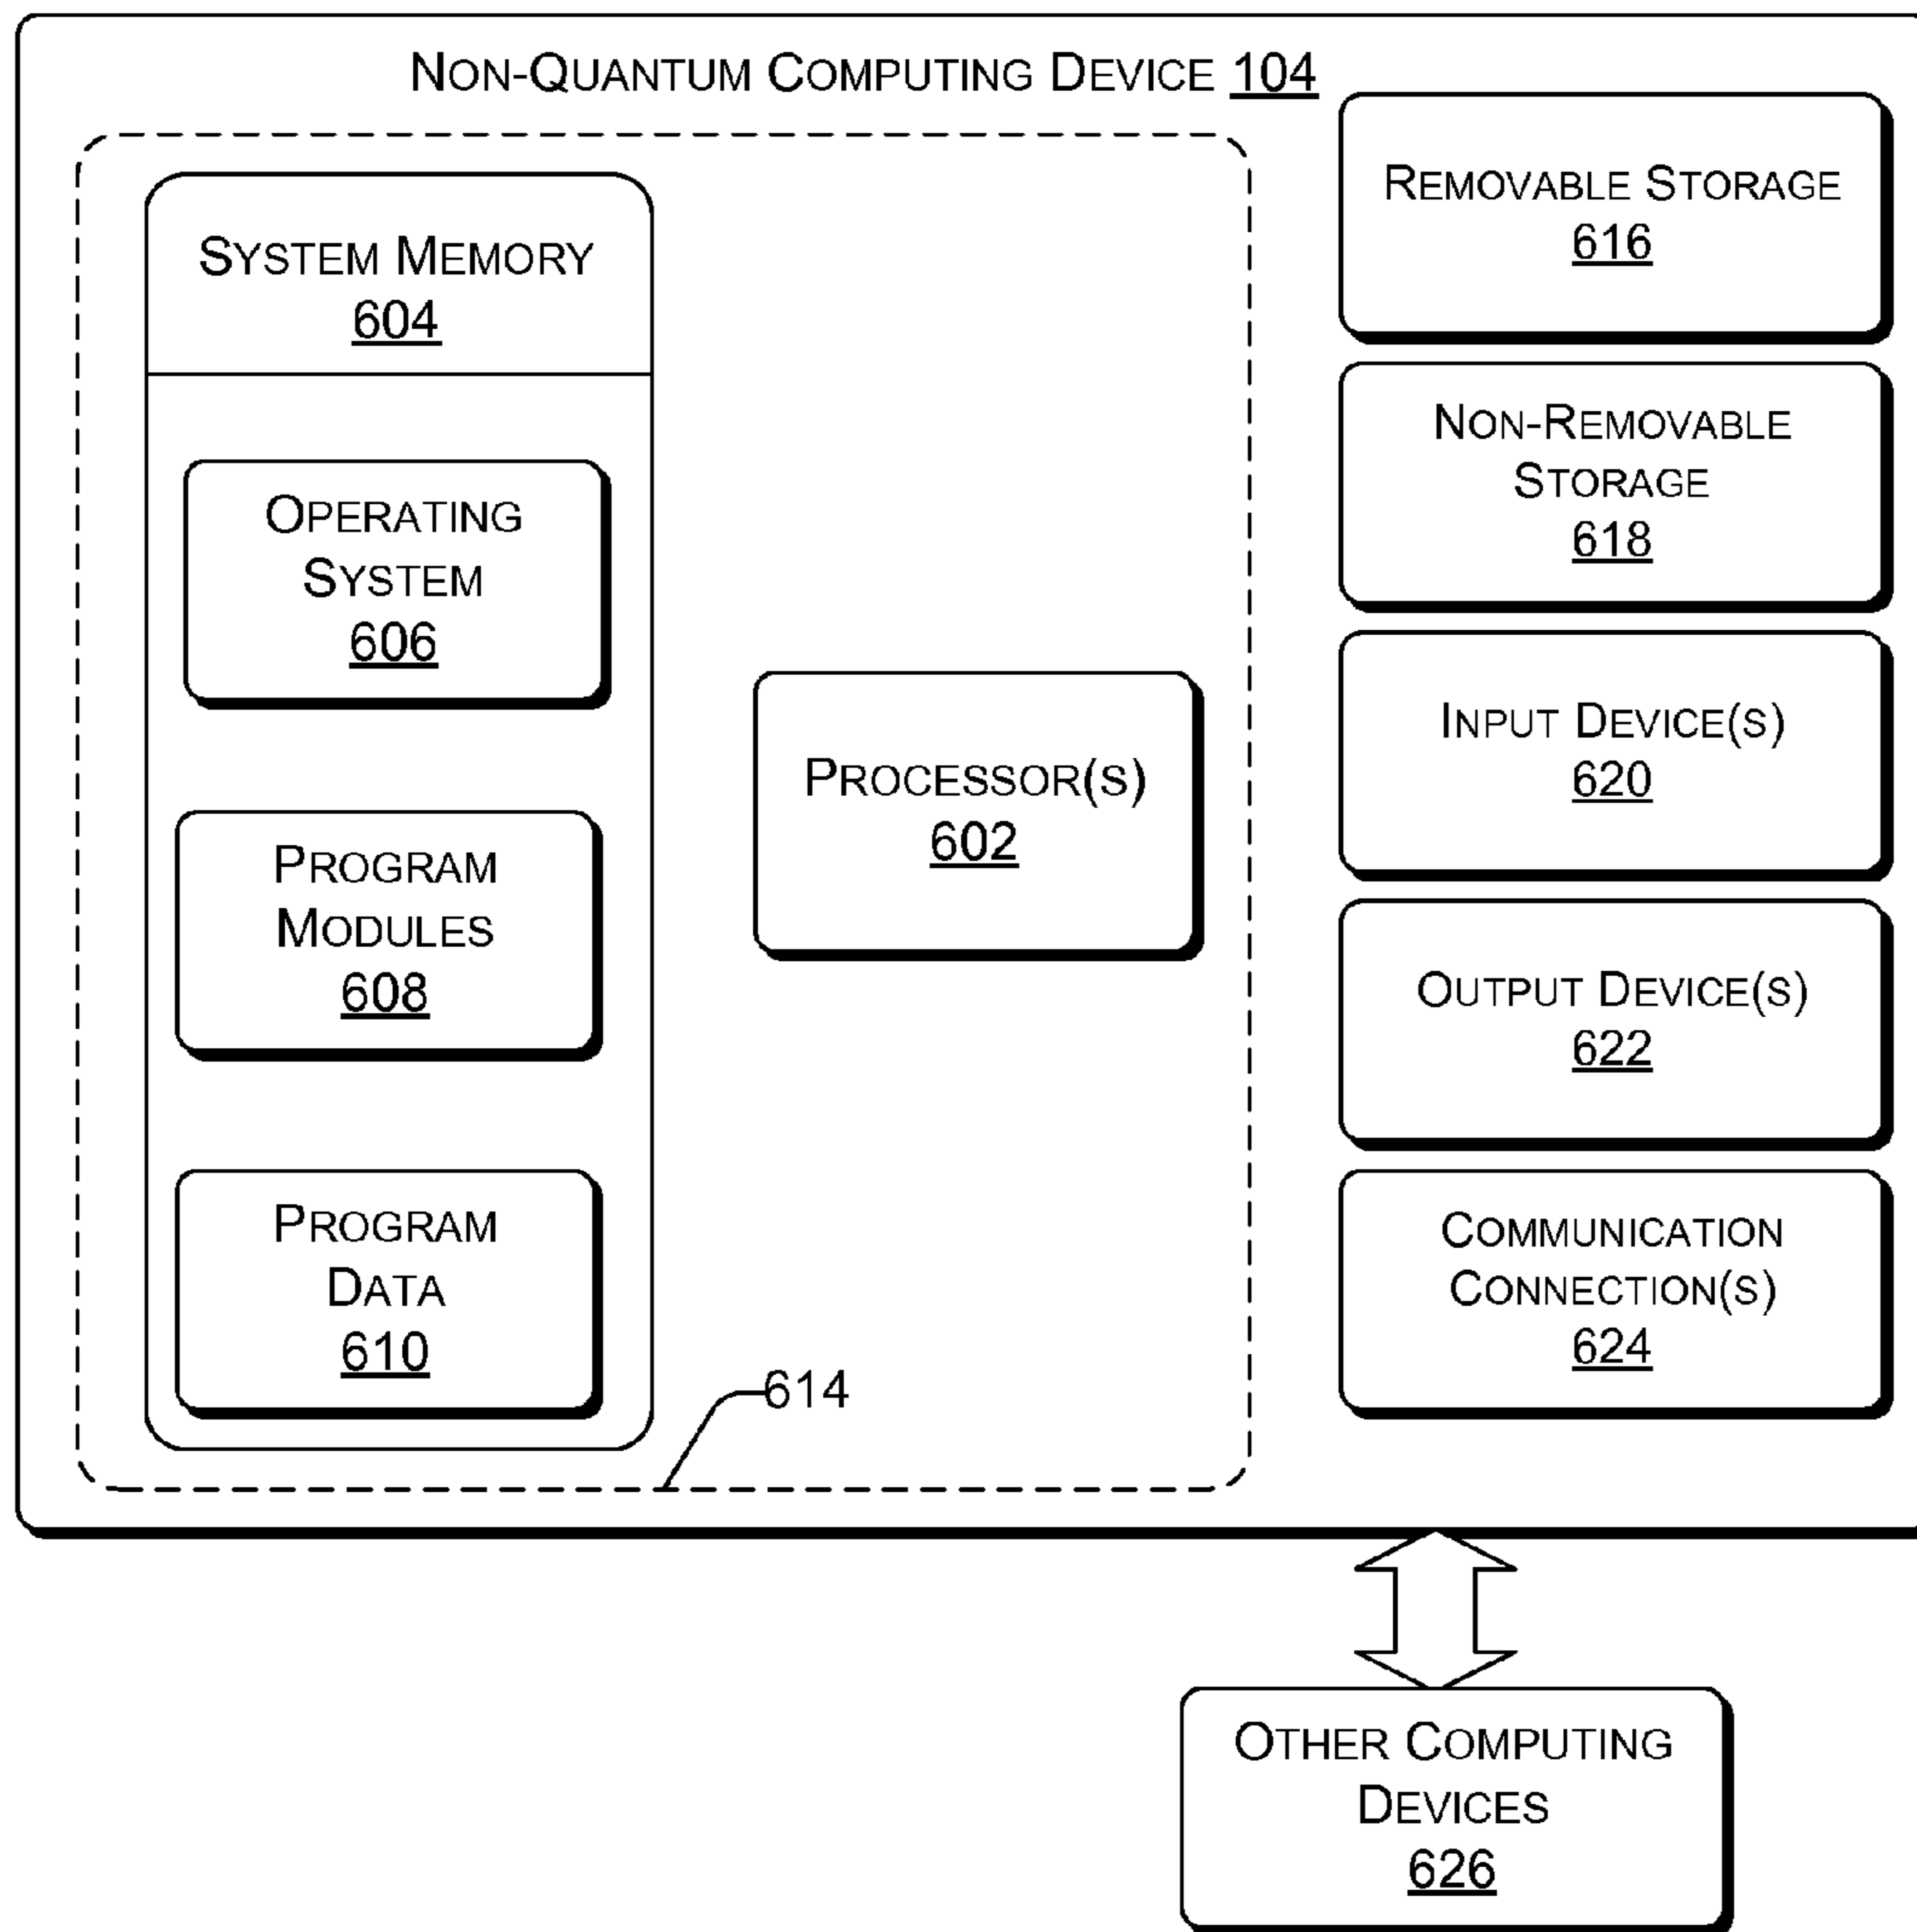 NON-QUANTUM COMPUTING DEVICE 104
SYSTEM MEMORY
604
OPERATING
SYSTEM
606
PROGRAM
MODULES
608
PROGRAM
DATA
610
PROCESSOR(S)
602
614
REMOVABLE STORAGE
616
NON-REMOVABLE
STORAGE
618
INPUT DEVICE(S)
620
OUTPUT DEVICE(S)
622
COMMUNICATION
CONNECTION(S)
624
OTHER COMPUTING
DEVICES
626